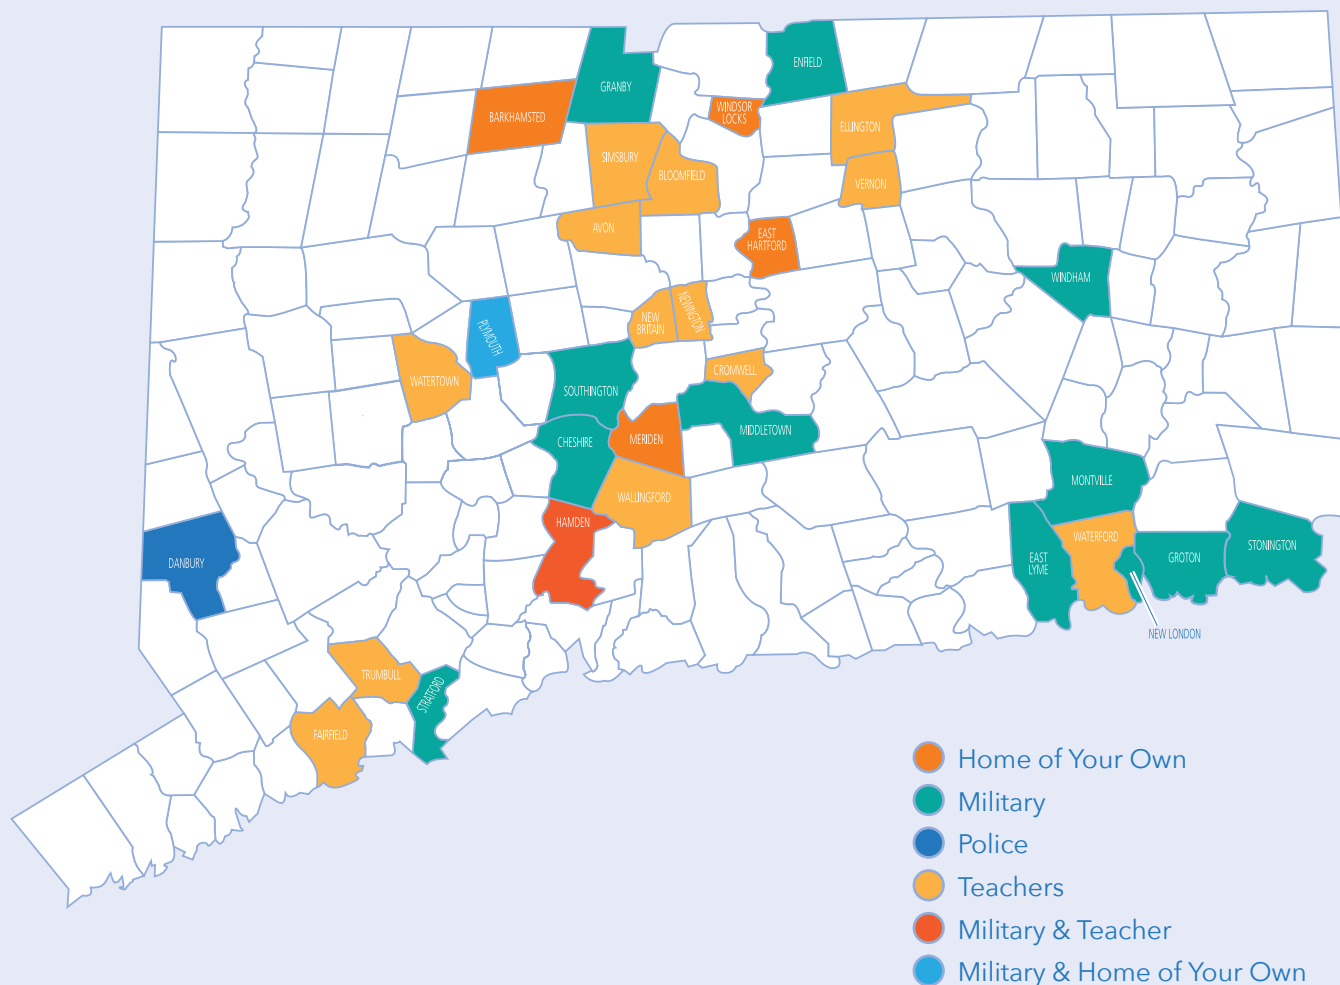 ENFIELD
GRANBY
BARKHAMSTED
WINDSOR
LOCKS
ELLINGTON
SIMSBURY
BLOOMFIELD
VERNON
AVON
EAST
HARTFORD
WINDHAM
NEW
BRITAIN
NEWINGTON
PLYMOUTH
WATERTOWN
CROMWELL
SOUTHINGTON
MIDDLETOWN
CHESHIRE
MERIDEN
MONTVILLE
WALLINGFORD
HAMDEN
WATERFORD
STONINGTON
DANBURY
EAST
LYME
GROTON
NEW LONDON
TRUMBULL
STRATFORD
FAIRFIELD
Home of Your Own
Military
Police
Teachers
Military & Teacher
Military & Home of Your Own